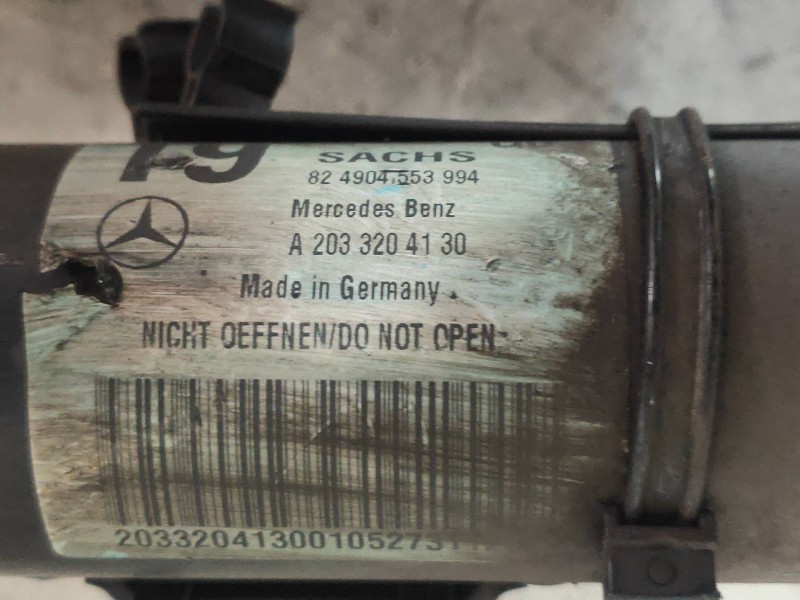 79
SACHS
82 4904 553 994
Mercedes Benz
A 203 320 41 30
Made in Germany
NICHT OEFFNEN/DO NOT OPEN